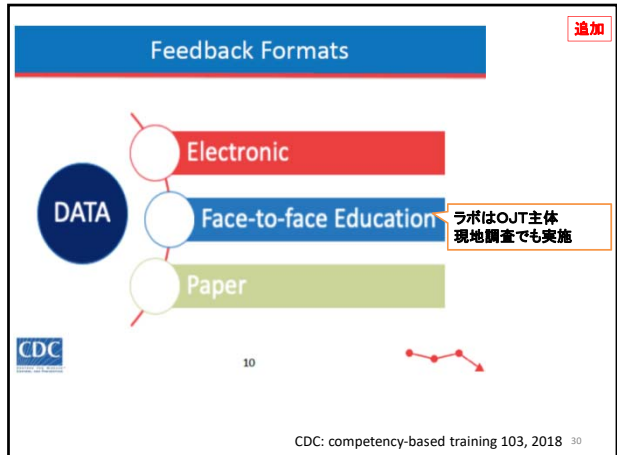 追加
Feedback Formats
Electronic
DATA
Face-to-face Education
ラボはOJT主体
現地調査でも実施
Paper
CDC
10
CDC: competency-based training 103, 2018
30